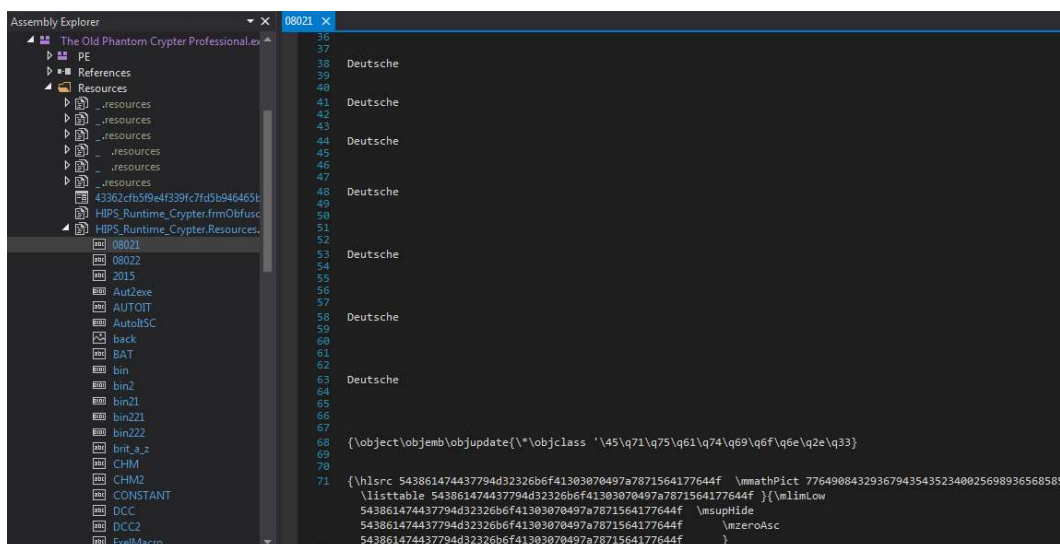 Assembly Explorer
08021
The Old Phantom Crypter Professional.ex
PE
References
Resources
_.resources
_.resources
_.resources
_ .resources
_ .resources
_.resources
43362cfb5f9e4f339fc7fd5b946465b
HIPS_Runtime_Crypter.frmObfusc
HIPS_Runtime_Crypter.Resources.
08021
08022
2015
Aut2exe
AUTOIT
AutoItSC
back
BAT
bin
bin2
bin21
bin221
bin222
brit_a_z
CHM
CHM2
CONSTANT
DCC
DCC2
ExelMacro
36
37
38 Deutsche
39
40
41 Deutsche
42
43
44 Deutsche
45
46
47
48 Deutsche
49
50
51
52
53 Deutsche
54
55
56
57
58 Deutsche
59
60
61
62
63 Deutsche
64
65
66
67
68 {\object\objemb\objupdate{\*\objclass '\45\q71\q75\q61\q74\q69\q6f\q6e\q2e\q33}
69
70
71 {\hlsrc 543861474437794d32326b6f41303070497a7871564177644f \mmathPict 77649084329367943543523400256989365685
\listtable 543861474437794d32326b6f41303070497a7871564177644f }{\mlimLow
543861474437794d32326b6f41303070497a7871564177644f \msupHide
543861474437794d32326b6f41303070497a7871564177644f \mzeroAsc
543861474437794d32326b6f41303070497a7871564177644f }